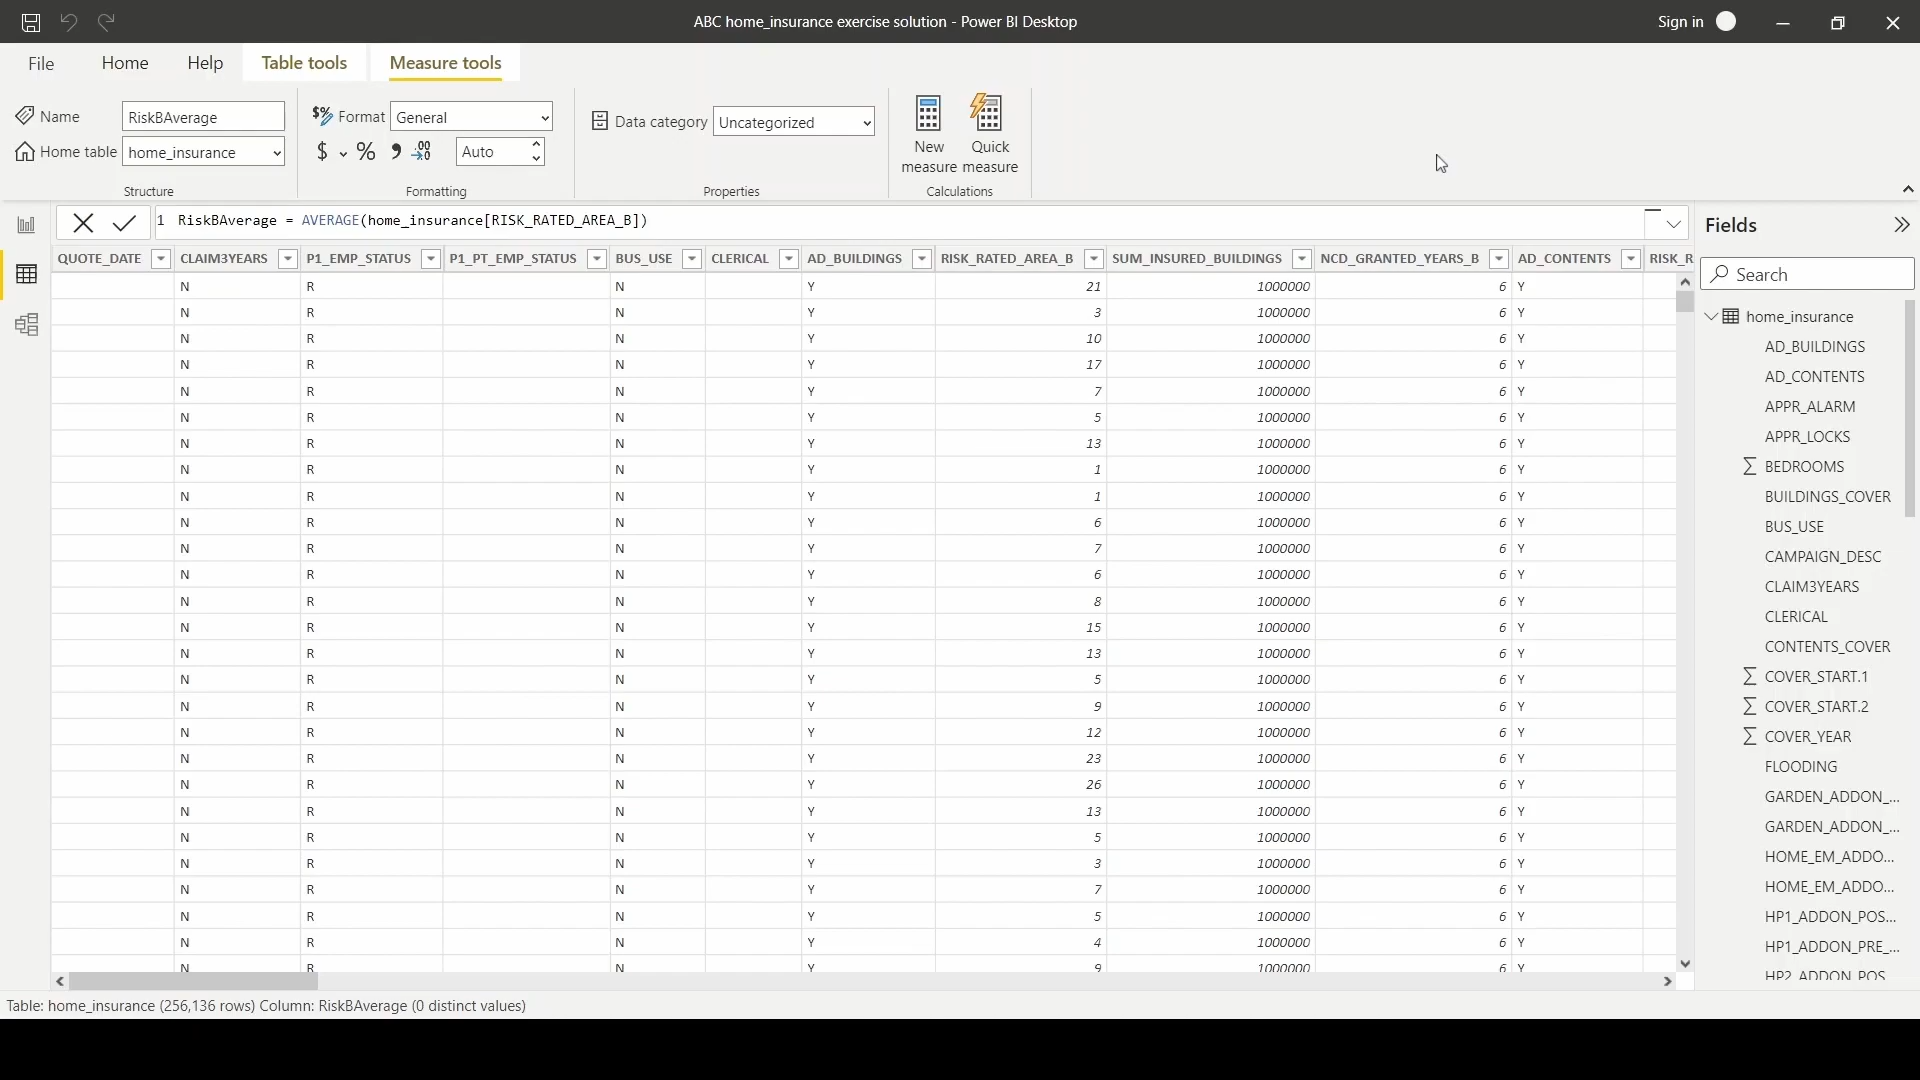 ABC home_insurance exercise solution - Power BI Desktop
Sign in
File Home Help Table tools Measure tools
Name RiskBAverage
Home table home_insurance
Structure
$% Format General
$ % , .00 Auto
Formatting
Data category Uncategorized
Properties
New measure
Quick measure
Calculations
1 RiskBAverage = AVERAGE(home_insurance[RISK_RATED_AREA_B])
QUOTE_DATE CLAIM3YEARS P1_EMP_STATUS P1_PT_EMP_STATUS BUS_USE CLERICAL AD_BUILDINGS RISK_RATED_AREA_B SUM_INSURED_BUILDINGS NCD_GRANTED_YEARS_B AD_CONTENTS RISK_R
N R N Y 21 1000000 6 Y
N R N Y 3 1000000 6 Y
N R N Y 10 1000000 6 Y
N R N Y 17 1000000 6 Y
N R N Y 7 1000000 6 Y
N R N Y 5 1000000 6 Y
N R N Y 13 1000000 6 Y
N R N Y 1 1000000 6 Y
N R N Y 1 1000000 6 Y
N R N Y 6 1000000 6 Y
N R N Y 7 1000000 6 Y
N R N Y 6 1000000 6 Y
N R N Y 8 1000000 6 Y
N R N Y 15 1000000 6 Y
N R N Y 13 1000000 6 Y
N R N Y 5 1000000 6 Y
N R N Y 9 1000000 6 Y
N R N Y 12 1000000 6 Y
N R N Y 23 1000000 6 Y
N R N Y 26 1000000 6 Y
N R N Y 13 1000000 6 Y
N R N Y 5 1000000 6 Y
N R N Y 3 1000000 6 Y
N R N Y 7 1000000 6 Y
N R N Y 5 1000000 6 Y
N R N Y 4 1000000 6 Y
N R N Y 9 1000000 6 Y
Table: home_insurance (256,136 rows) Column: RiskBAverage (0 distinct values)
Fields
Search
home_insurance
AD_BUILDINGS
AD_CONTENTS
APPR_ALARM
APPR_LOCKS
∑ BEDROOMS
BUILDINGS_COVER
BUS_USE
CAMPAIGN_DESC
CLAIM3YEARS
CLERICAL
CONTENTS_COVER
∑ COVER_START.1
∑ COVER_START.2
∑ COVER_YEAR
FLOODING
GARDEN_ADDON_...
GARDEN_ADDON_...
HOME_EM_ADDO...
HOME_EM_ADDO...
HP1_ADDON_POS...
HP1_ADDON_PRE_...
HP2_ADDON_POS